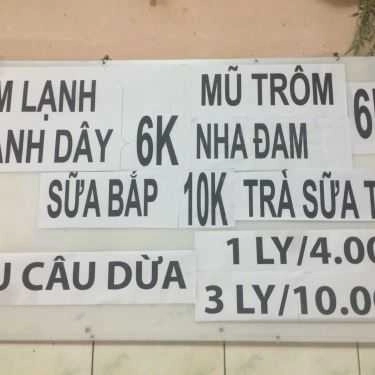 M LẠNH
ANH DÂY 6K
MŨ TRÔM
NHA ĐAM 6
SỮA BẮP 10K TRÀ SỮA T
U CÂU DỪA
1 LY/4.00
3 LY/10.00